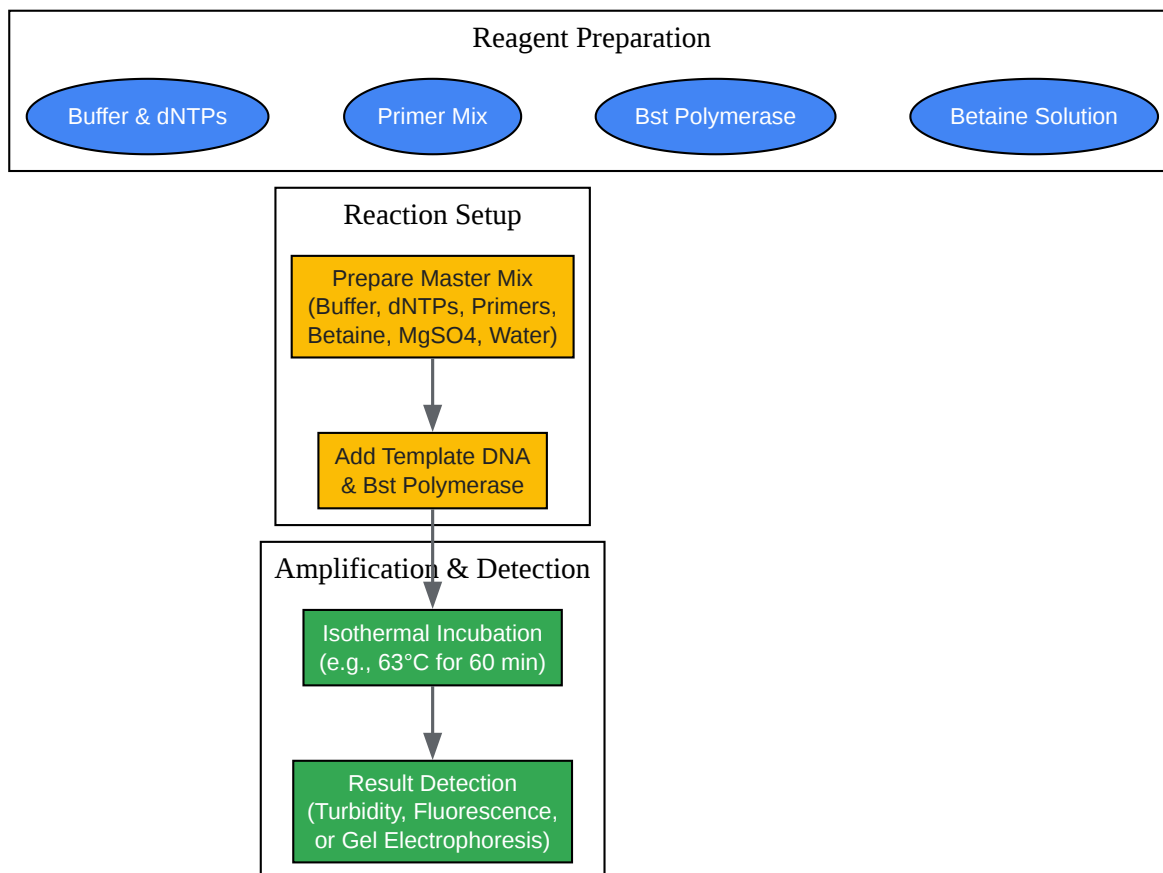 Reagent Preparation
Buffer & dNTPs
Primer Mix
Bst Polymerase
Betaine Solution
Reaction Setup
Prepare Master Mix
(Buffer, dNTPs, Primers,
Betaine, MgSO4, Water)
Add Template DNA
& Bst Polymerase
Amplification & Detection
Isothermal Incubation
(e.g., 63°C for 60 min)
Result Detection
(Turbidity, Fluorescence,
or Gel Electrophoresis)